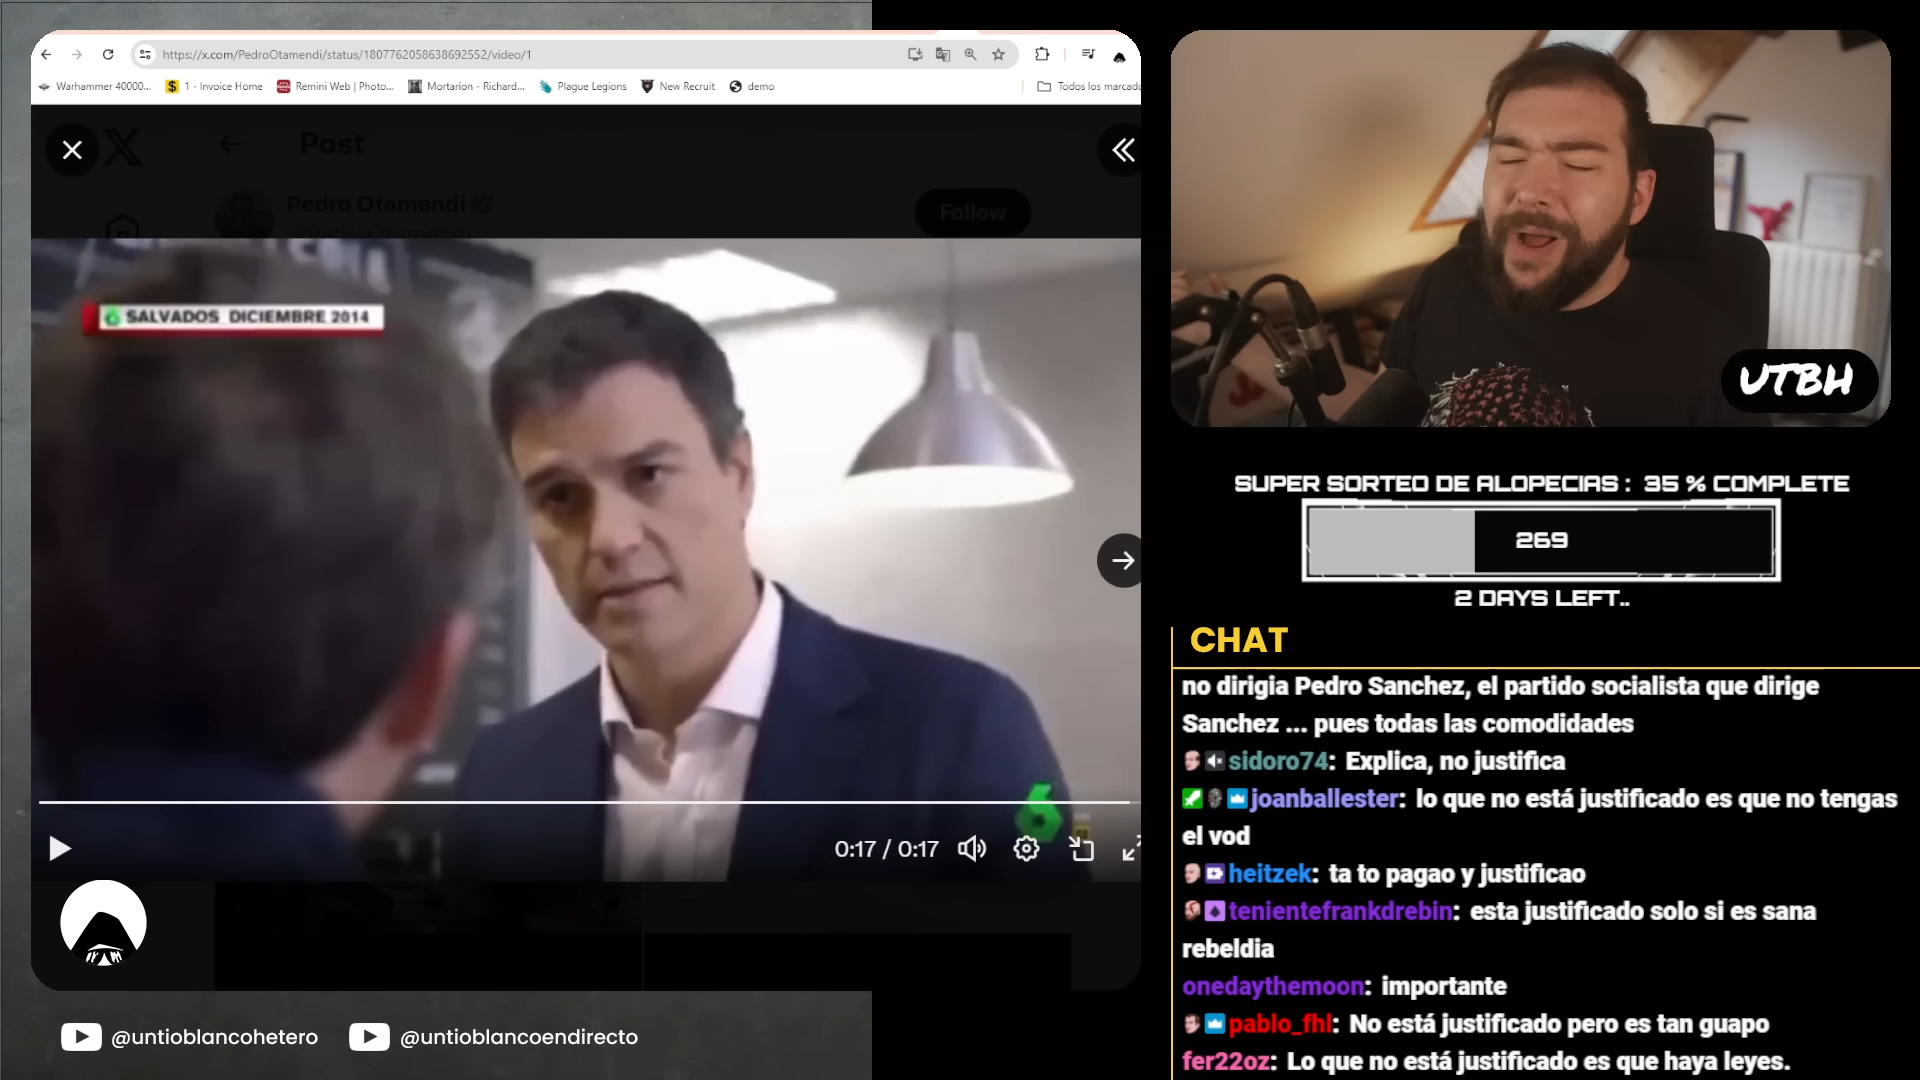 https://x.com/PedroOtamendi/status/1807762058638692552/video/1
Warhammer 40000...
1 - Invoice Home
Remini Web | Photo...
Mortarion - Richard...
Plague Legions
New Recruit
demo
Todos los marcado
Post
Pedro Otamendi
@PedroOtamendi
Follow
SALVADOS DICIEMBRE 2014
0:17 / 0:17
@untioblancohetero
@untioblancoendirecto
UTBH
SUPER SORTEO DE ALOPECIAS : 35 % COMPLETE
269
2 DAYS LEFT..
CHAT
no dirigia Pedro Sanchez, el partido socialista que dirige
Sanchez ... pues todas las comodidades
sidoro74: Explica, no justifica
joanballester: lo que no está justificado es que no tengas
el vod
heitzek: ta to pagao y justificao
tenientefrankdrebin: esta justificado solo si es sana
rebeldia
onedaythemoon: importante
pablo_fhl: No está justificado pero es tan guapo
fer22oz: Lo que no está justificado es que haya leyes.